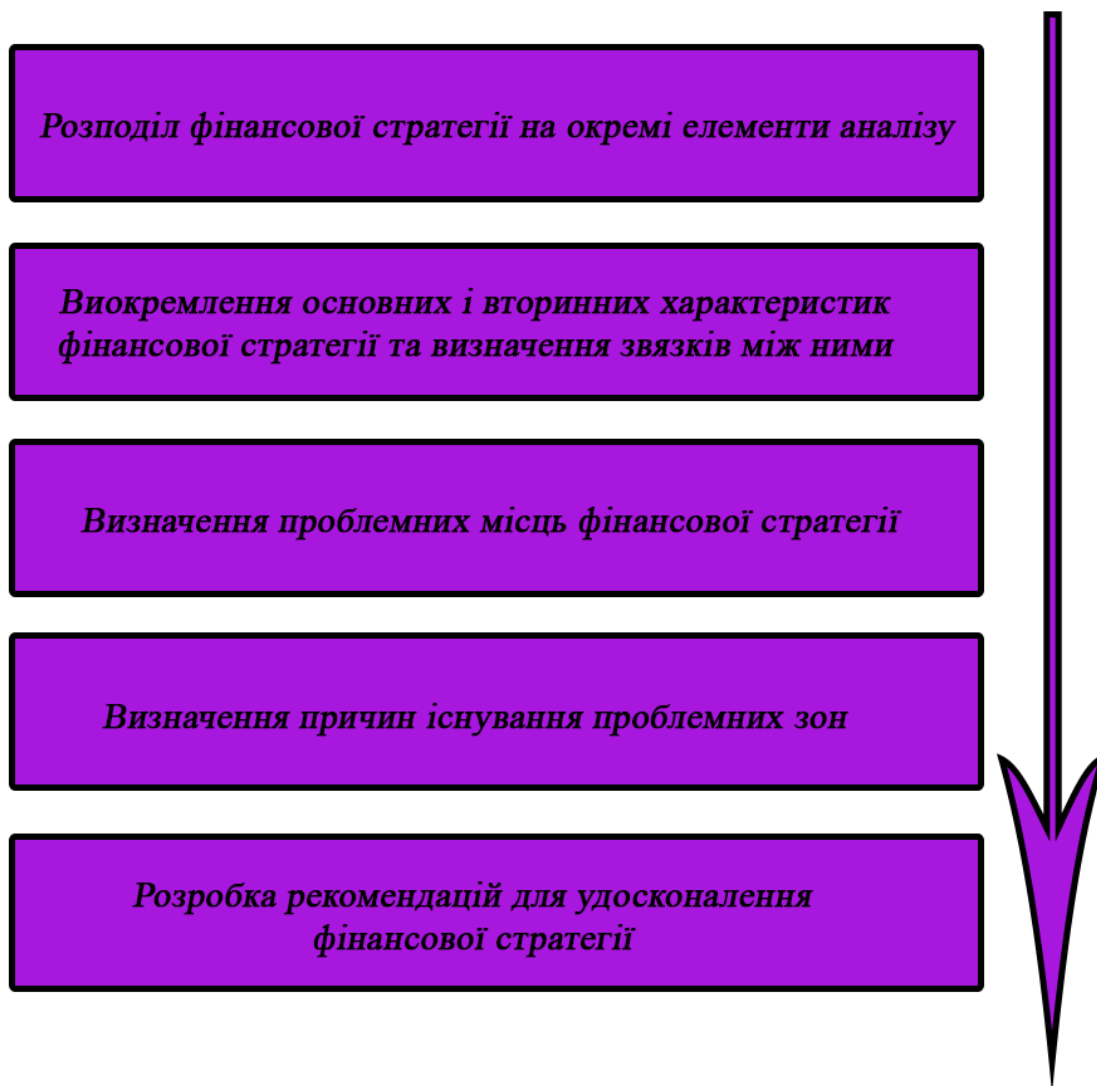 Розподіл фінансової стратегії на окремі елементи аналізу
Виокремлення основних і вторинних характеристик
фінансової стратегії та визначення звязків між ними
Визначення проблемних місць фінансової стратегії
Визначення причин існування проблемних зон
Розробка рекомендацій для удосконалення
фінансової стратегії